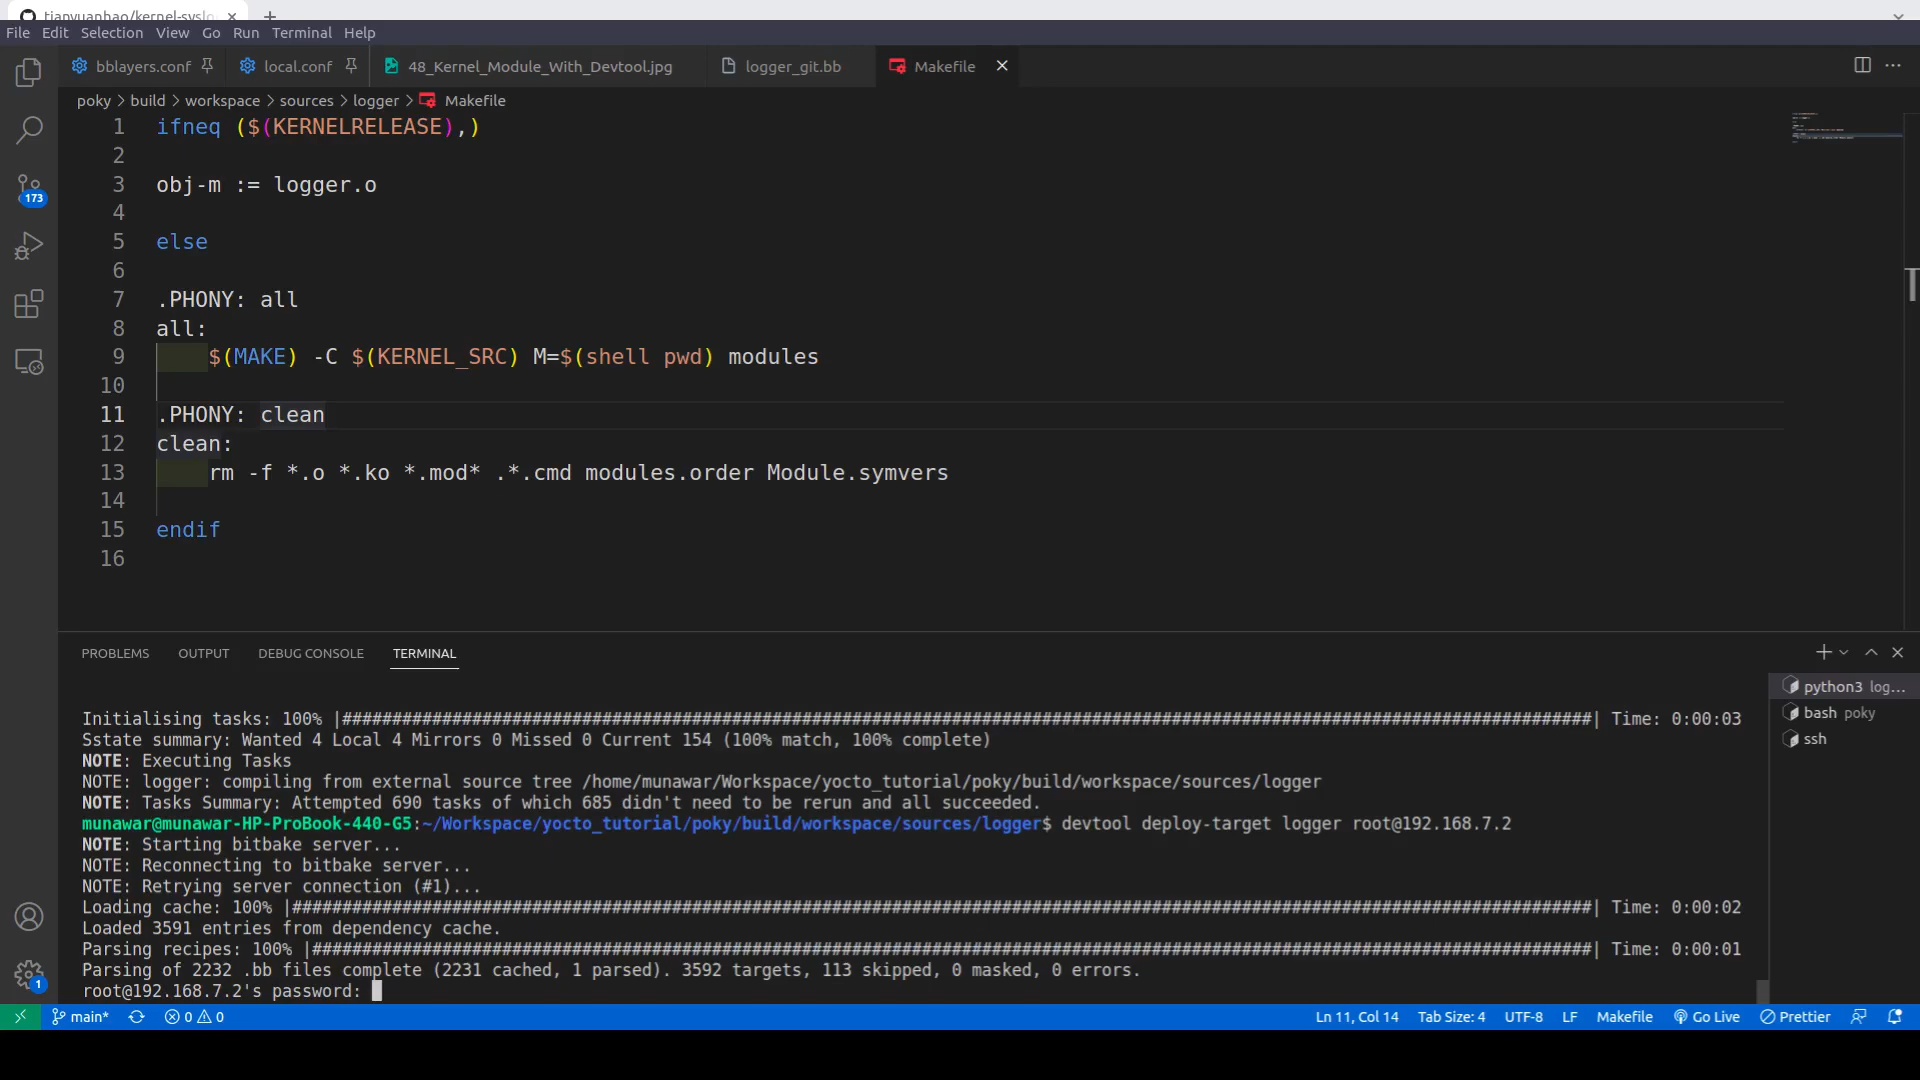 tianyuanhao/kernel-syslo
File Edit Selection View Go Run Terminal Help
bblayers.conf local.conf 48_Kernel_Module_With_Devtool.jpg logger_git.bb Makefile
poky > build > workspace > sources > logger > Makefile
1 ifneq ($(KERNELRELEASE),)
2
3 obj-m := logger.o
4
5 else
6
7 .PHONY: all
8 all:
9 $(MAKE) -C $(KERNEL_SRC) M=$(shell pwd) modules
10
11 .PHONY: clean
12 clean:
13 rm -f *.o *.ko *.mod* .*.cmd modules.order Module.symvers
14
15 endif
16
173
1
PROBLEMS OUTPUT DEBUG CONSOLE TERMINAL
python3 log...
bash poky
ssh
Initialising tasks: 100% |#############################################################################################################################| Time: 0:00:03
Sstate summary: Wanted 4 Local 4 Mirrors 0 Missed 0 Current 154 (100% match, 100% complete)
NOTE: Executing Tasks
NOTE: logger: compiling from external source tree /home/munawar/Workspace/yocto_tutorial/poky/build/workspace/sources/logger
NOTE: Tasks Summary: Attempted 690 tasks of which 685 didn't need to be rerun and all succeeded.
munawar@munawar-HP-ProBook-440-G5:~/Workspace/yocto_tutorial/poky/build/workspace/sources/logger$ devtool deploy-target logger root@192.168.7.2
NOTE: Starting bitbake server...
NOTE: Reconnecting to bitbake server...
NOTE: Retrying server connection (#1)...
Loading cache: 100% |##################################################################################################################################| Time: 0:00:02
Loaded 3591 entries from dependency cache.
Parsing recipes: 100% |################################################################################################################################| Time: 0:00:01
Parsing of 2232 .bb files complete (2231 cached, 1 parsed). 3592 targets, 113 skipped, 0 masked, 0 errors.
root@192.168.7.2's password:
main* 0 0 Ln 11, Col 14 Tab Size: 4 UTF-8 LF Makefile Go Live Prettier